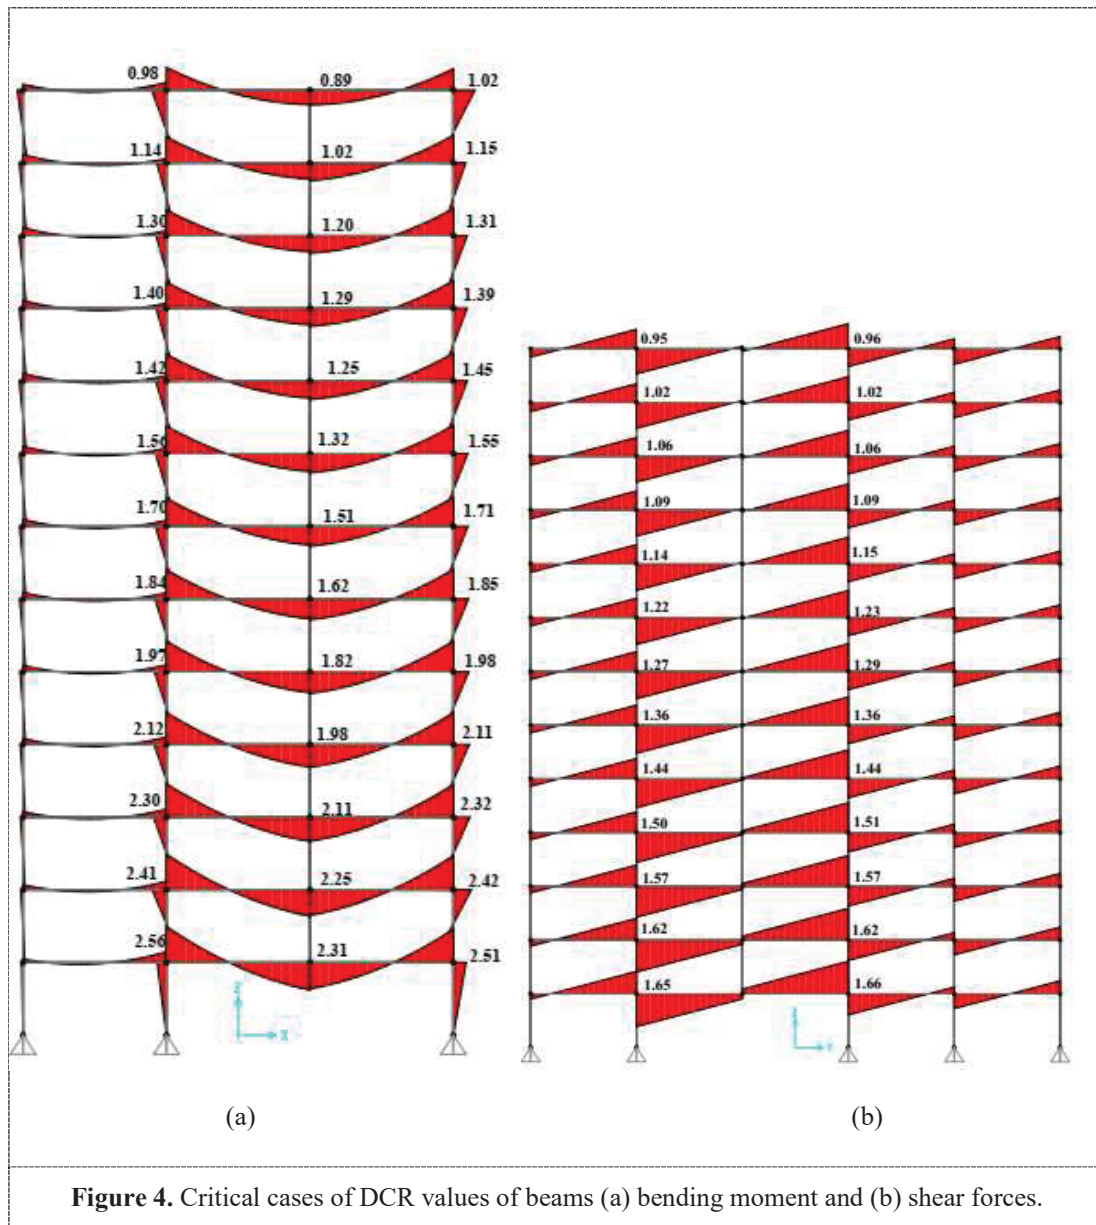 0.98 0.89 1.02
1.14 1.02 1.15
1.30 1.20 1.31
1.40 1.29 1.39
1.42 1.25 1.45
1.56 1.32 1.55
1.70 1.51 1.71
1.84 1.62 1.85
1.97 1.82 1.98
2.12 1.98 2.11
2.30 2.11 2.32
2.41 2.25 2.42
2.56 2.31 2.51
Z
X
(a)
0.95 0.96
1.02 1.02
1.06 1.06
1.09 1.09
1.14 1.15
1.22 1.23
1.27 1.29
1.36 1.36
1.44 1.44
1.50 1.51
1.57 1.57
1.62 1.62
1.65 1.66
Z
Y
(b)
Figure 4. Critical cases of DCR values of beams (a) bending moment and (b) shear forces.